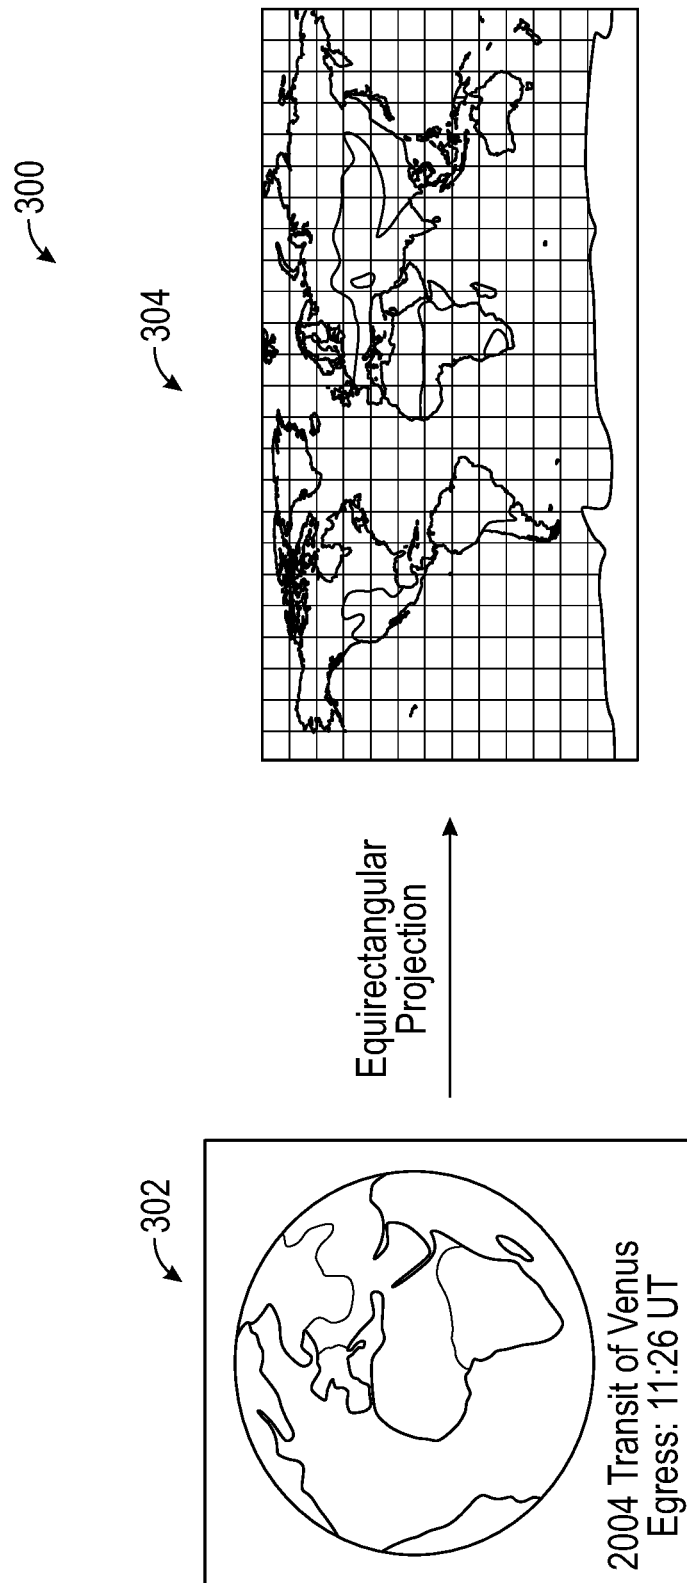 300
304
302
Equirectangular
Projection
2004 Transit of Venus
Egress: 11:26 UT